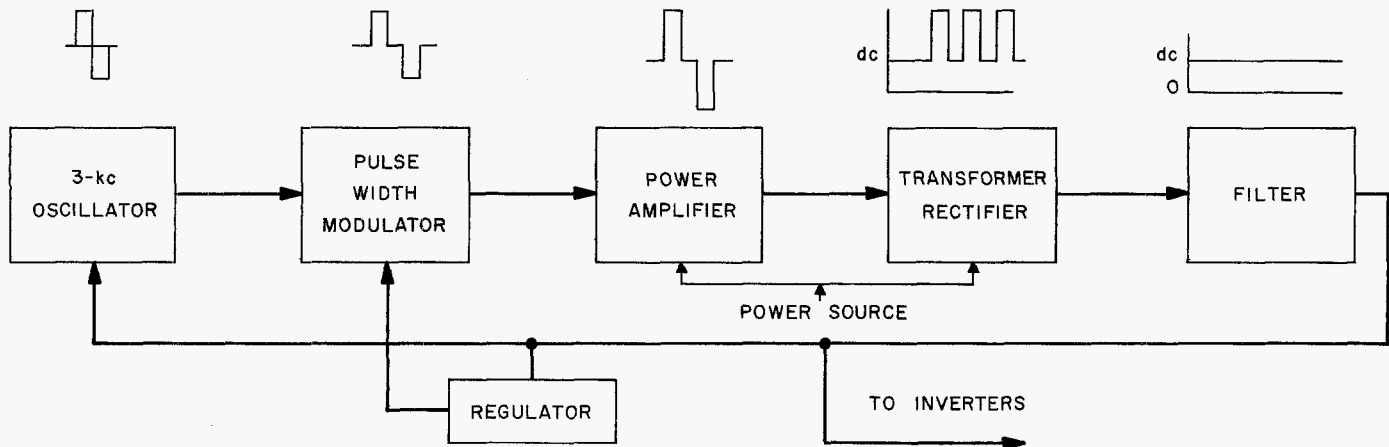 dc
dc
0
3-kc
OSCILLATOR
PULSE
WIDTH
MODULATOR
POWER
AMPLIFIER
TRANSFORMER
RECTIFIER
FILTER
POWER SOURCE
REGULATOR
TO INVERTERS